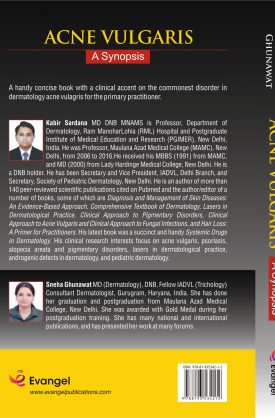 ACNE VULGARIS
A Synopsis
A handy concise book with a clinical accent on the commonest disorder in
dermatology acne vulagris for the primary practitioner.
Kabir Sardana MD DNB MNAMS is Professor, Department of
Dermatology, Ram ManoharLohia (RML) Hospital and Postgraduate
Institute of Medical Education and Research (PGIMER), New Delhi,
India. He was Professor, Maulana Azad Medical College (MAMC), New
Delhi, from 2006 to 2016.He received his MBBS (1991) from MAMC,
and MD (2000) from Lady Hardinge Medical College, New Delhi. He is
a DNB holder. He has been Secretary and Vice President, IADVL, Delhi Branch, and
Secretary, Society of Pediatric Dermatology, New Delhi. He is an author of more than
140 peer-reviewed scientific publications cited on Pubmed and the author/editor of a
number of books, some of which are Diagnosis and Management of Skin Diseases:
An Evidence-Based Approach, Comprehensive Textbook of Dermatology, Lasers in
Dermatological Practice, Clinical Approach to Pigmentary Disorders, Clinical
Approach to Acne Vulgaris and Clinical Approach to Fungal Infections, and Hair Loss:
A Primer for Practitioners. His latest book was a succinct and handy Systemic Drugs
in Dermatology. His clinical research interests focus on acne vulgaris, psoriasis,
alopecia areata and pigmentary disorders, lasers in dermatological practice,
androgenic defects in dermatology, and pediatric dermatology.
Sneha Ghunawat MD (Dermatology), DNB, Fellow IADVL (Trichology)
Consultant Dermatologist, Gurugram, Haryana, India. She has done
her graduation and postgraduation from Maulana Azad Medical
College, New Delhi. She was awarded with Gold Medal during her
postgraduation training. She has many national and international
publications, and has presented her work at many forums.
Evangel
www.evangelpublications.com
GHUNAWAT
ACNE VULGARIS
A Synopsis
Evangel